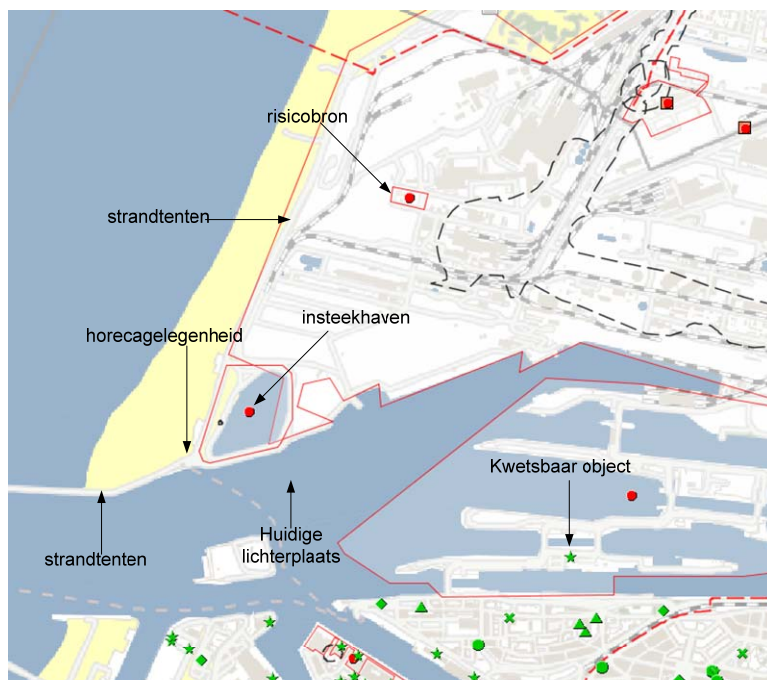 risicobron
strandtenten
insteekhaven
horecagelegenheid
Kwetsbaar object
Huidige
lichterplaats
strandtenten